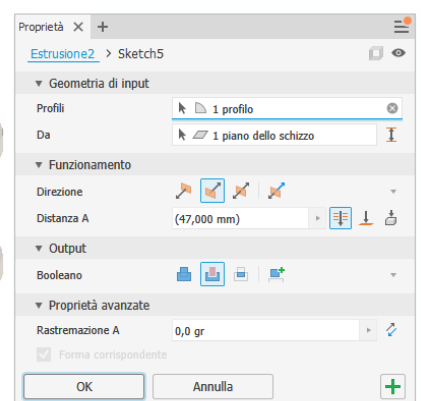 Proprietà × +
Estrusione2 > Sketch5
Geometria di input
Profili 1 profilo
Da 1 piano dello schizzo
Funzionamento
Direzione
Distanza A (47,000 mm)
Output
Booleano
Proprietà avanzate
Rastremazione A 0,0 gr
Forma corrispondente
OK Annulla +